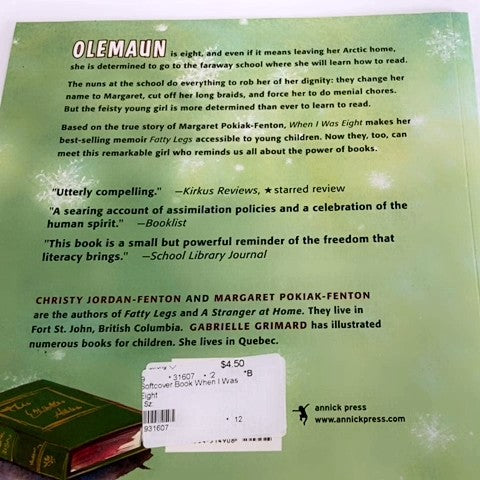 OLEMAUN is eight, and even if it means leaving her Arctic home,
she is determined to go to the faraway school where she will learn how to read.
The nuns at the school do everything to rob her of her dignity: they change her
name to Margaret, cut off her long braids, and force her to do menial chores.
But the feisty young girl is more determined than ever to learn to read.
Based on the true story of Margaret Pokiak-Fenton, When I Was Eight makes her
best-selling memoir Fatty Legs accessible to young children. Now they, too, can
meet this remarkable girl who reminds us all about the power of books.
"Utterly compelling." —Kirkus Reviews, ★ starred review
"A searing account of assimilation policies and a celebration of the
human spirit." —Booklist
"This book is a small but powerful reminder of the freedom that
literacy brings." —School Library Journal
CHRISTY JORDAN-FENTON AND MARGARET POKIAK-FENTON
are the authors of Fatty Legs and A Stranger at Home. They live in
Fort St. John, British Columbia. GABRIELLE GRIMARD has illustrated
numerous books for children. She lives in Quebec.
$4.50
9 * 31607 * 2 *B
Softcover Book When I Was
Eight
Sz
* 12
931607
annick press
www.annickpress.com